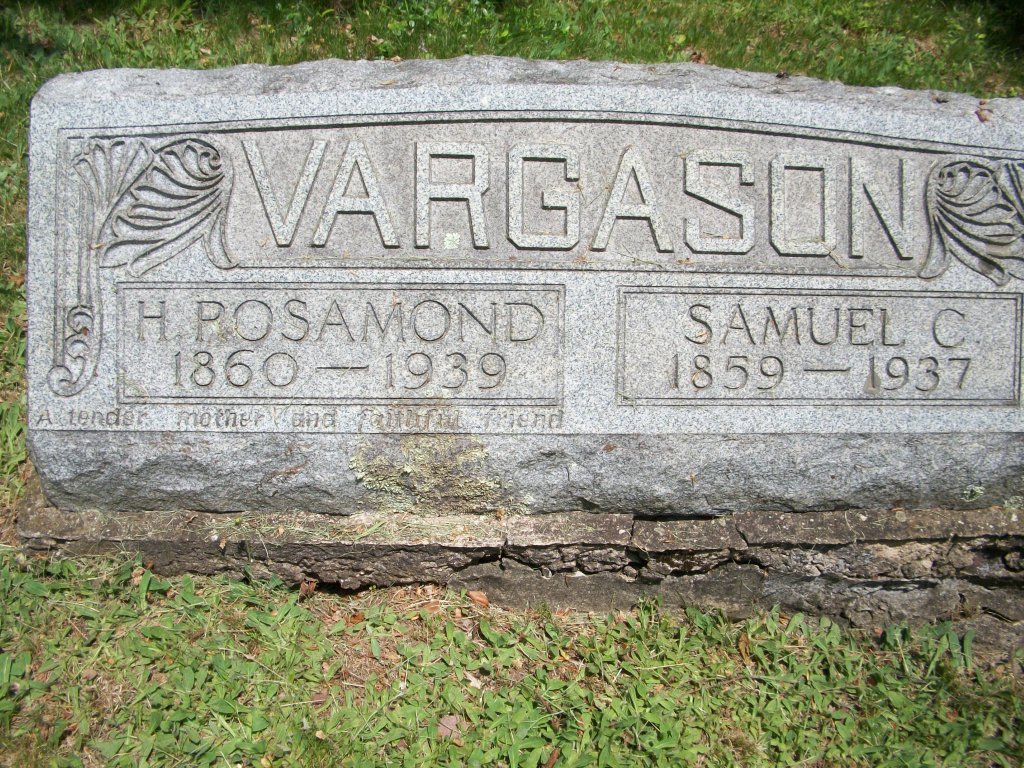 VARGASON
H. ROSAMOND
1860 — 1939
SAMUEL C
1859 — 1937
A tender mother and faithful friend